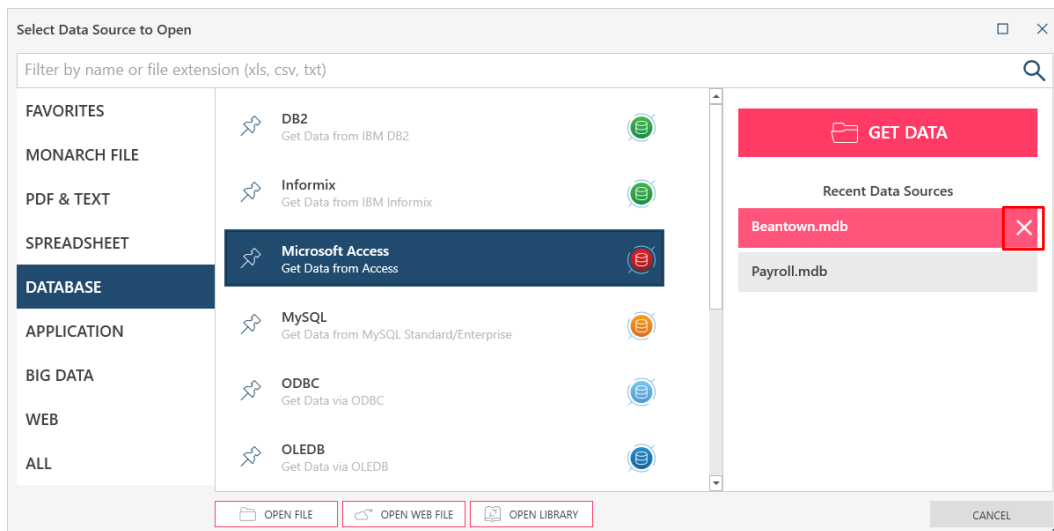 Select Data Source to Open
Filter by name or file extension (xls, csv, txt)
FAVORITES
MONARCH FILE
PDF & TEXT
SPREADSHEET
DATABASE
APPLICATION
BIG DATA
WEB
ALL
DB2
Get Data from IBM DB2
Informix
Get Data from IBM Informix
Microsoft Access
Get Data from Access
MySQL
Get Data from MySQL Standard/Enterprise
ODBC
Get Data via ODBC
OLEDB
Get Data via OLEDB
GET DATA
Recent Data Sources
Beantown.mdb
Payroll.mdb
OPEN FILE
OPEN WEB FILE
OPEN LIBRARY
CANCEL